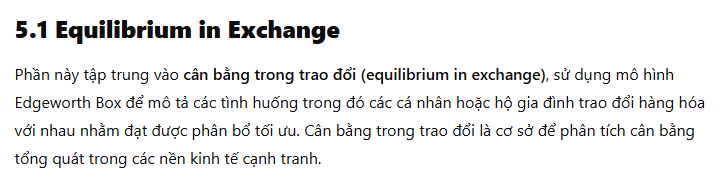 5.1 Equilibrium in Exchange
Phần này tập trung vào cân bằng trong trao đổi (equilibrium in exchange), sử dụng mô hình
Edgeworth Box để mô tả các tình huống trong đó các cá nhân hoặc hộ gia đình trao đổi hàng hóa
với nhau nhằm đạt được phân bổ tối ưu. Cân bằng trong trao đổi là cơ sở để phân tích cân bằng
tổng quát trong các nền kinh tế cạnh tranh.